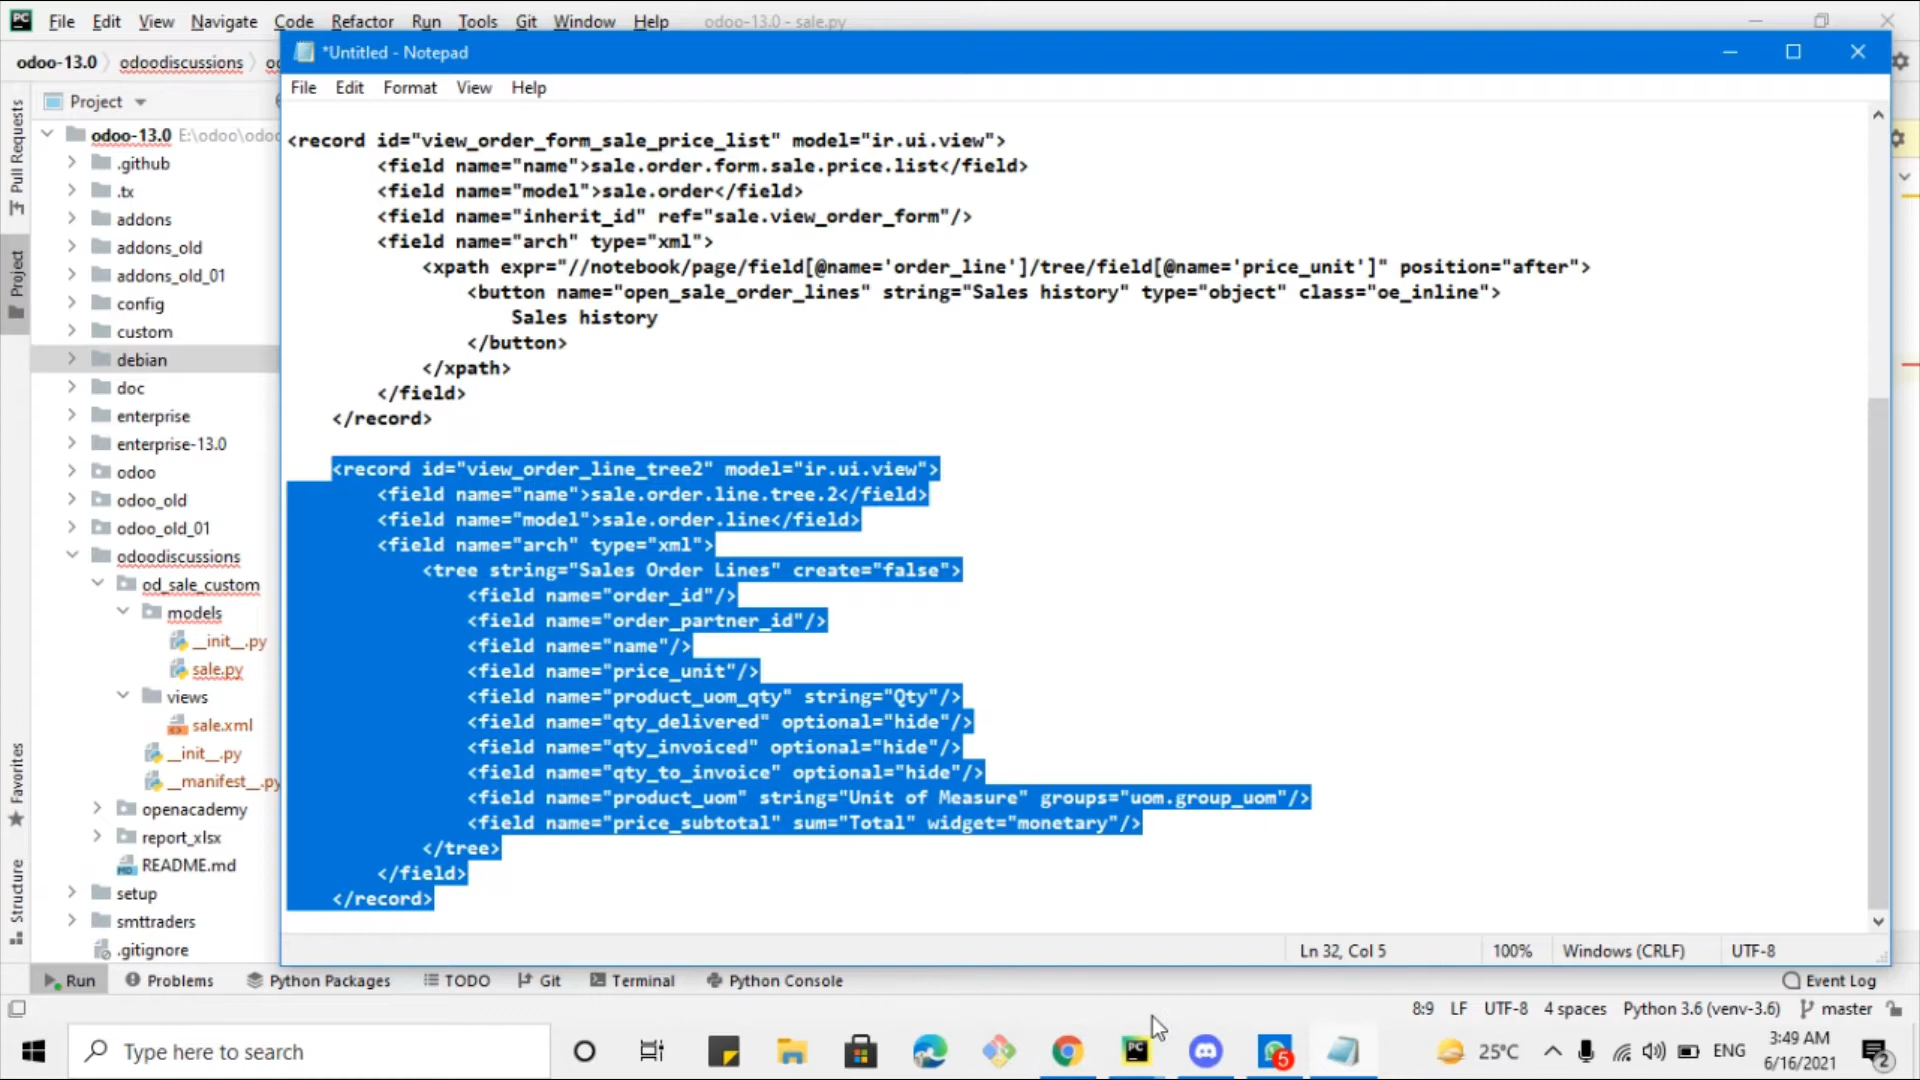 File Edit View Navigate Code Refactor Run Tools Git Window Help odoo-13.0 - sale.py
odoo-13.0 odoodiscussions
*Untitled - Notepad
File Edit Format View Help
<record id="view_order_form_sale_price_list" model="ir.ui.view">
<field name="name">sale.order.form.sale.price.list</field>
<field name="model">sale.order</field>
<field name="inherit_id" ref="sale.view_order_form"/>
<field name="arch" type="xml">
<xpath expr="//notebook/page/field[@name='order_line']/tree/field[@name='price_unit']" position="after">
<button name="open_sale_order_lines" string="Sales history" type="object" class="oe_inline">
Sales history
</button>
</xpath>
</field>
</record>
<record id="view_order_line_tree2" model="ir.ui.view">
<field name="name">sale.order.line.tree.2</field>
<field name="model">sale.order.line</field>
<field name="arch" type="xml">
<tree string="Sales Order Lines" create="false">
<field name="order_id"/>
<field name="order_partner_id"/>
<field name="name"/>
<field name="price_unit"/>
<field name="product_uom_qty" string="Qty"/>
<field name="qty_delivered" optional="hide"/>
<field name="qty_invoiced" optional="hide"/>
<field name="qty_to_invoice" optional="hide"/>
<field name="product_uom" string="Unit of Measure" groups="uom.group_uom"/>
<field name="price_subtotal" sum="Total" widget="monetary"/>
</tree>
</field>
</record>
Ln 32, Col 5 100% Windows (CRLF) UTF-8
Pull Requests
Project
Favorites
Structure
Project
odoo-13.0 E:\odoo\odoo
.github
.tx
addons
addons_old
addons_old_01
config
custom
debian
doc
enterprise
enterprise-13.0
odoo
odoo_old
odoo_old_01
odoodiscussions
od_sale_custom
models
__init__.py
sale.py
views
sale.xml
__init__.py
__manifest__.py
openacademy
report_xlsx
README.md
setup
smttraders
.gitignore
Run Problems Python Packages TODO Git Terminal Python Console Event Log
8:9 LF UTF-8 4 spaces Python 3.6 (venv-3.6) master
Type here to search
PC
5
25°C ENG
3:49 AM
6/16/2021
2